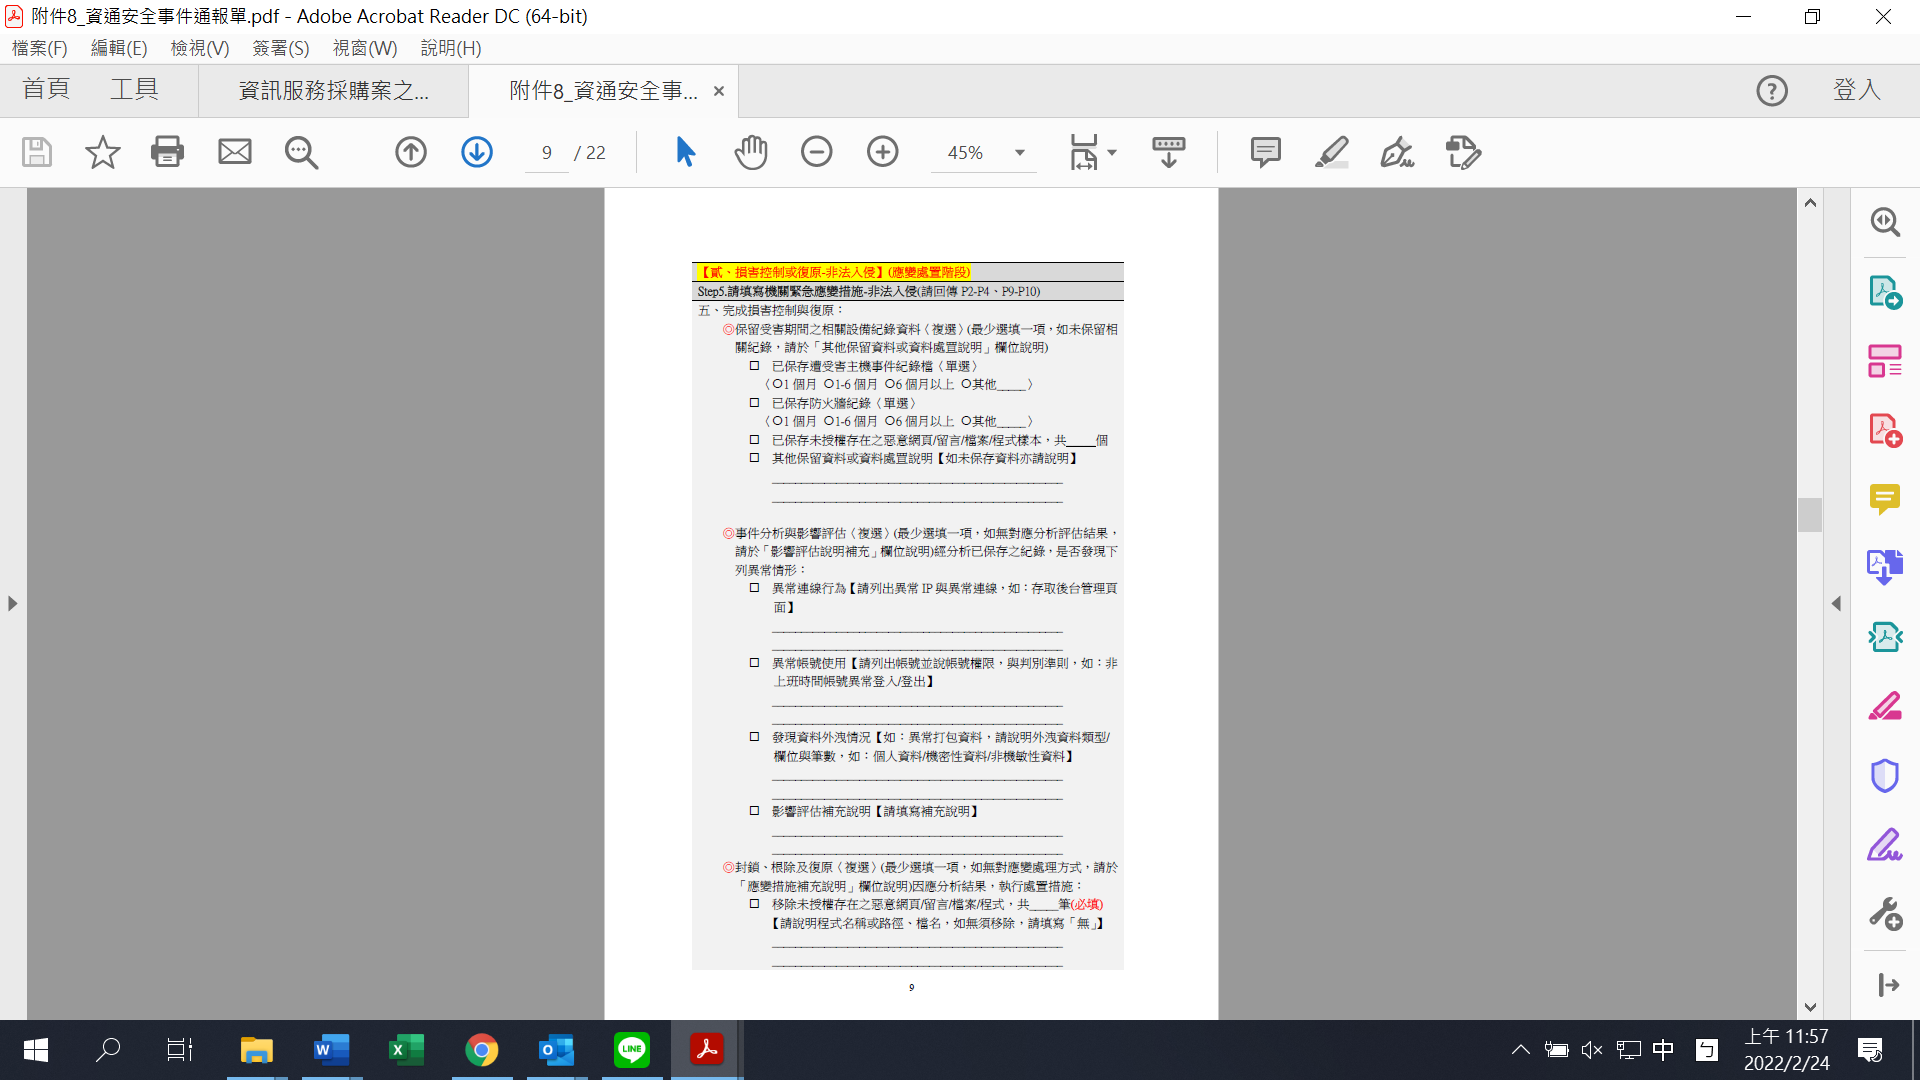 附件8_資通安全事件通報單.pdf - Adobe Acrobat Reader DC (64-bit)
檔案(F) 編輯(E) 檢視(V) 簽署(S) 視窗(W) 說明(H)
首頁 工具 資訊服務採購案之... 附件8_資通安全事... × ? 登入
9 / 22 45%
【貳、損害控制或復原-非法入侵】(應變處置階段)
Step5.請填寫機關緊急應變措施-非法入侵(請回傳 P2-P4、P9-P10)
五、完成損害控制與復原：
◎保留受害期間之相關設備紀錄資料〈複選〉(最少選填一項，如未保留相
關紀錄，請於「其他保留資料或資料處置說明」欄位說明)
□ 已保存遭受害主機事件紀錄檔〈單選〉
〈○1 個月 ○1-6 個月 ○6 個月以上 ○其他_____〉
□ 已保存防火牆紀錄〈單選〉
〈○1 個月 ○1-6 個月 ○6 個月以上 ○其他_____〉
□ 已保存未授權存在之惡意網頁/留言/檔案/程式樣本，共_____個
□ 其他保留資料或資料處置說明【如未保存資料亦請說明】
◎事件分析與影響評估〈複選〉(最少選填一項，如無對應分析評估結果，
請於「影響評估說明補充」欄位說明)經分析已保存之紀錄，是否發現下
列異常情形：
□ 異常連線行為【請列出異常 IP 與異常連線，如：存取後台管理頁
面】
□ 異常帳號使用【請列出帳號並說帳號權限，與判別準則，如：非
上班時間帳號異常登入/登出】
□ 發現資料外洩情況【如：異常打包資料，請說明外洩資料類型/
欄位與筆數，如：個人資料/機密性資料/非機敏性資料】
□ 影響評估補充說明【請填寫補充說明】
◎封鎖、根除及復原〈複選〉(最少選填一項，如無對應變處理方式，請於
「應變措施補充說明」欄位說明)因應分析結果，執行處置措施：
□ 移除未授權存在之惡意網頁/留言/檔案/程式，共_____筆(必填)
【請說明程式名稱或路徑、檔名，如無須移除，請填寫「無」】
9
LINE 中 ㄅ 上午 11:57
2022/2/24